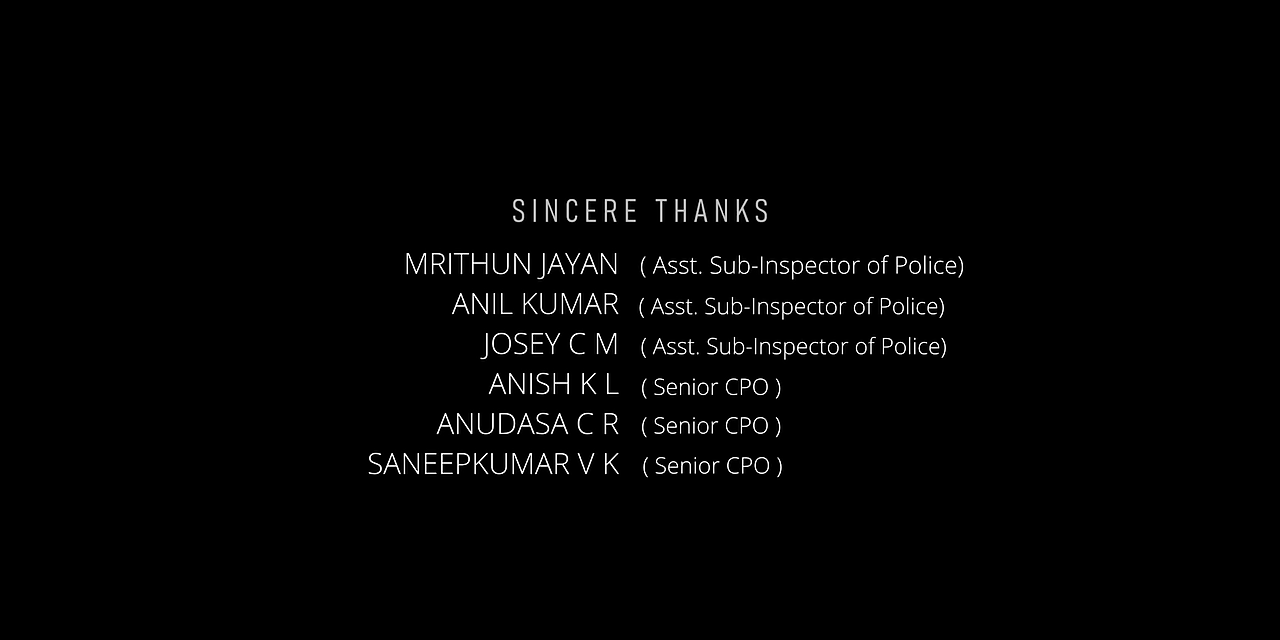 SINCERE THANKS
MRITHUN JAYAN ( Asst. Sub-Inspector of Police)
ANIL KUMAR ( Asst. Sub-Inspector of Police)
JOSEY C M ( Asst. Sub-Inspector of Police)
ANISH K L ( Senior CPO )
ANUDASA C R ( Senior CPO )
SANEEPKUMAR V K ( Senior CPO )